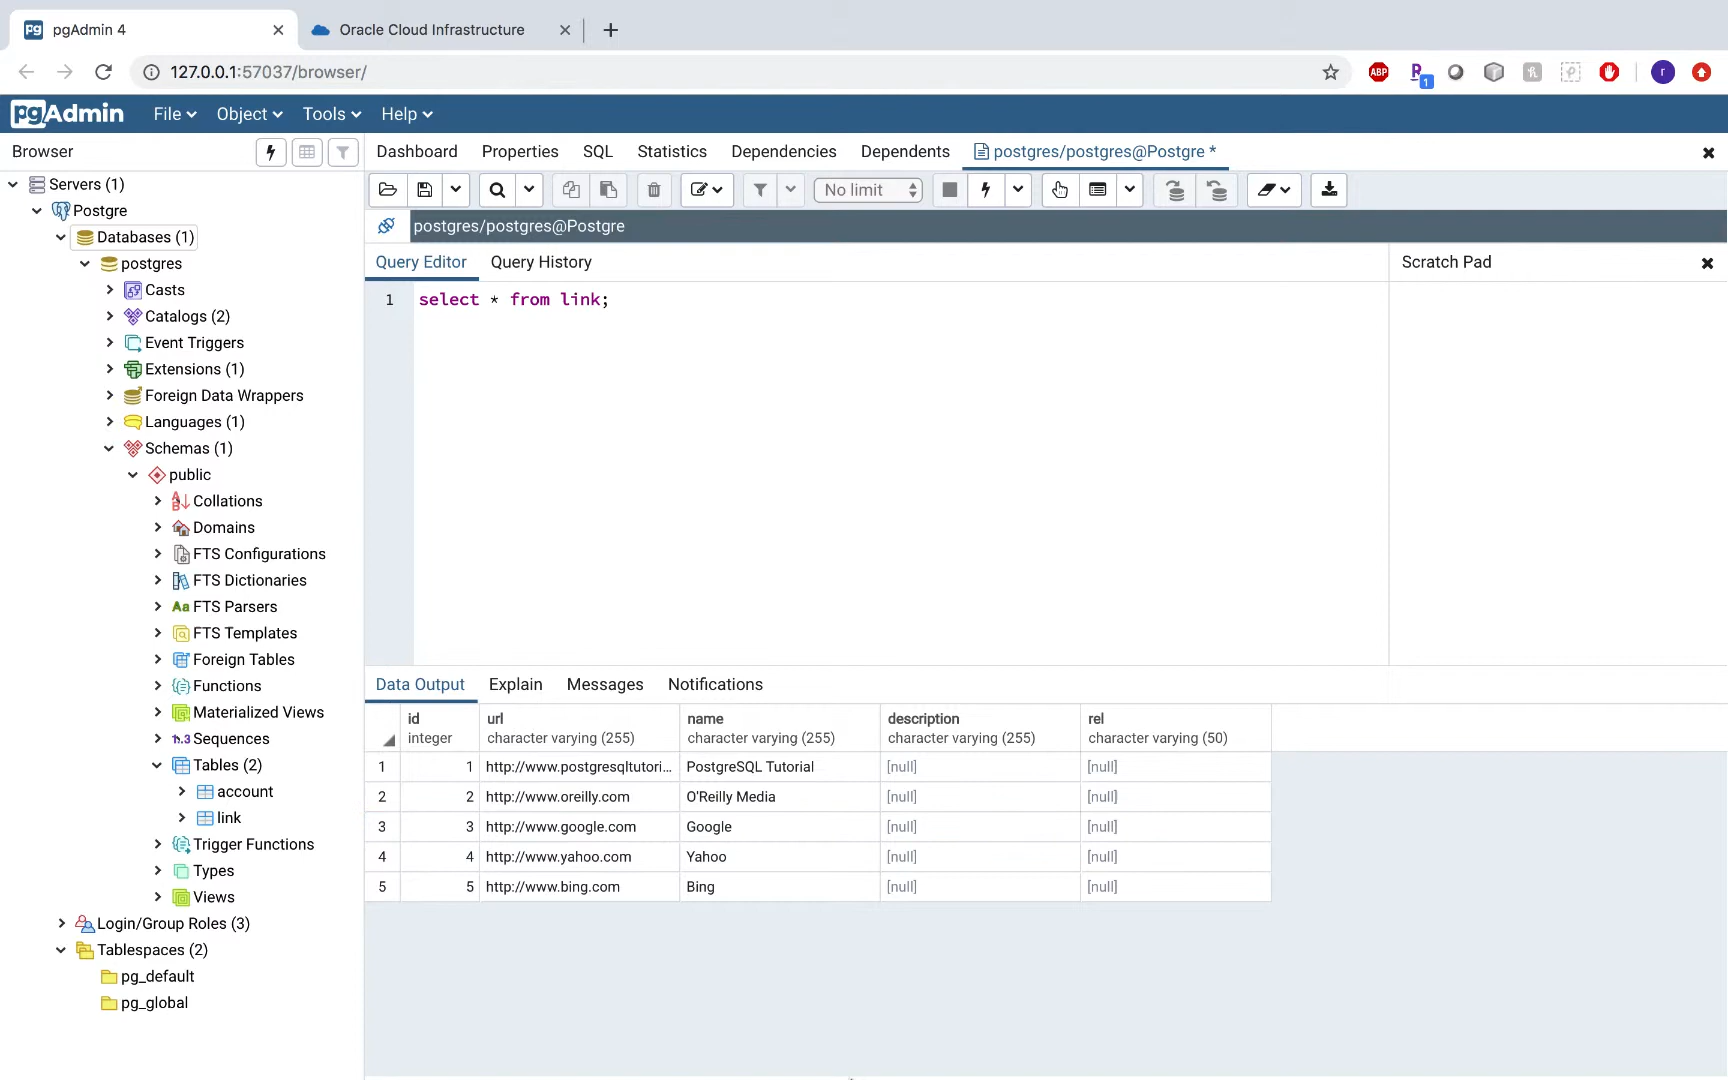 pgAdmin 4
Oracle Cloud Infrastructure
127.0.0.1:57037/browser/
ABP
1
r
pgAdmin
File
Object
Tools
Help
Browser
Dashboard
Properties
SQL
Statistics
Dependencies
Dependents
postgres/postgres@Postgre *
No limit
postgres/postgres@Postgre
Query Editor
Query History
Scratch Pad
1 select * from link;
Servers (1)
Postgre
Databases (1)
postgres
Casts
Catalogs (2)
Event Triggers
Extensions (1)
Foreign Data Wrappers
Languages (1)
Schemas (1)
public
Collations
Domains
FTS Configurations
FTS Dictionaries
Aa FTS Parsers
FTS Templates
Foreign Tables
Functions
Materialized Views
1..3 Sequences
Tables (2)
account
link
Trigger Functions
Types
Views
Login/Group Roles (3)
Tablespaces (2)
pg_default
pg_global
Data Output
Explain
Messages
Notifications
id url name description rel
integer character varying (255) character varying (255) character varying (255) character varying (50)
1 1 http://www.postgresqltutori... PostgreSQL Tutorial [null] [null]
2 2 http://www.oreilly.com O'Reilly Media [null] [null]
3 3 http://www.google.com Google [null] [null]
4 4 http://www.yahoo.com Yahoo [null] [null]
5 5 http://www.bing.com Bing [null] [null]